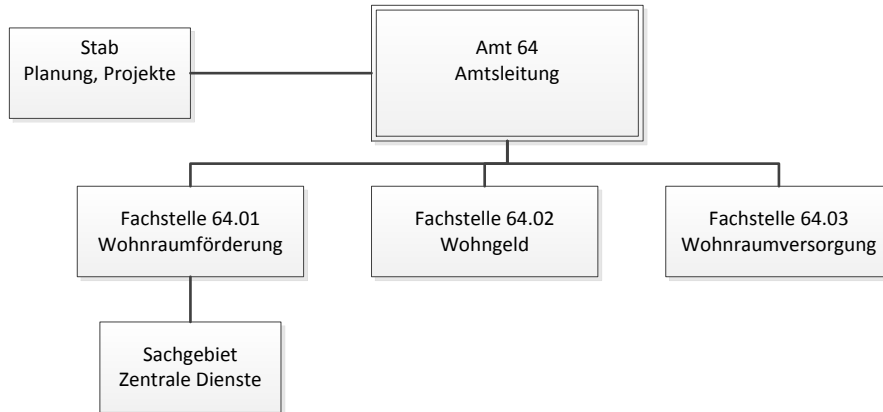 Stab
Planung, Projekte
Amt 64
Amtsleitung
Fachstelle 64.01
Wohnraumförderung
Fachstelle 64.02
Wohngeld
Fachstelle 64.03
Wohnraumversorgung
Sachgebiet
Zentrale Dienste